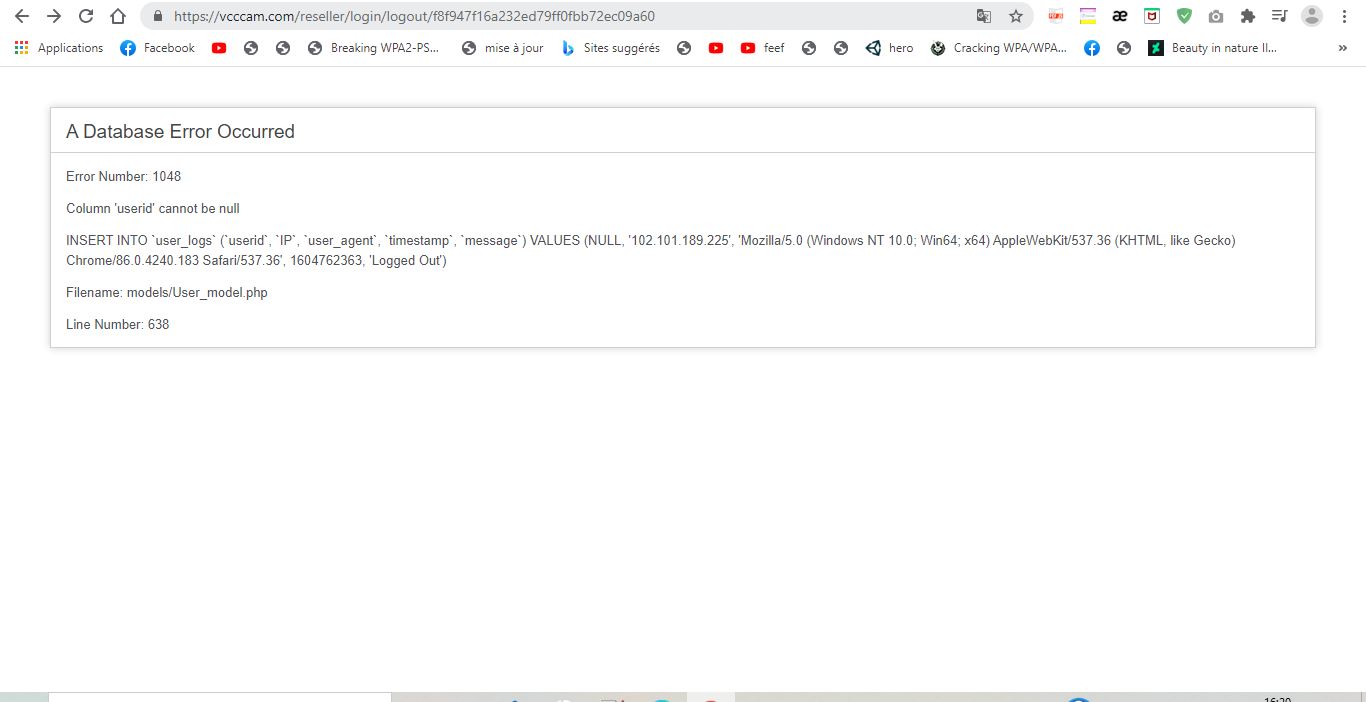 https://vcccam.com/reseller/login/logout/f8f947f16a232ed79ff0fbb72ec09a60
Applications Facebook Breaking WPA2-PS... mise à jour Sites suggérés feef hero Cracking WPA/WPA... Beauty in nature II... »
A Database Error Occurred
Error Number: 1048
Column 'userid' cannot be null
INSERT INTO `user_logs` (`userid`, `IP`, `user_agent`, `timestamp`, `message`) VALUES (NULL, '102.101.189.225', 'Mozilla/5.0 (Windows NT 10.0; Win64; x64) AppleWebKit/537.36 (KHTML, like Gecko)
Chrome/86.0.4240.183 Safari/537.36', 1604762363, 'Logged Out')
Filename: models/User_model.php
Line Number: 638